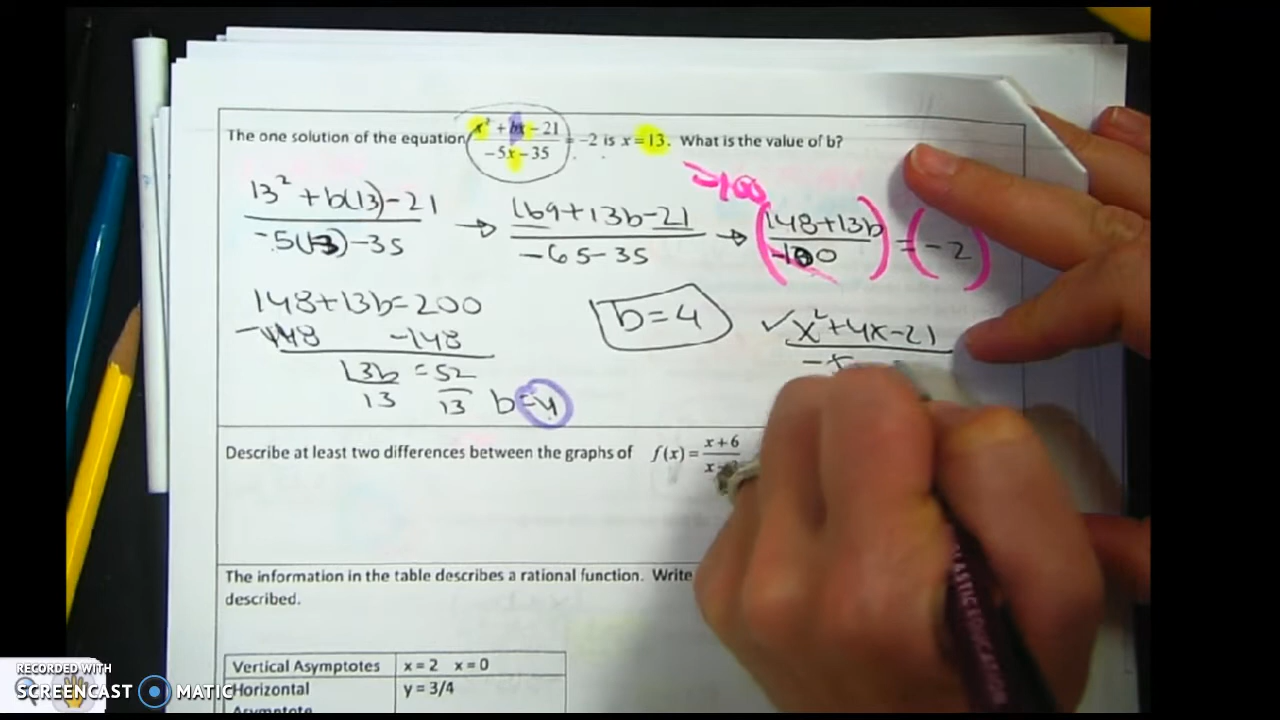 The one solution of the equation (x² + bx - 21)/(-5x - 35) = -2 is x = 13. What is the value of b?
-100
(13² + b(13) - 21)/(-5(13) - 35) → (169 + 13b - 21)/(-65 - 35) → ((148 + 13b)/(-100)) = (-2)
148 + 13b = 200
-148 -148
13b = 52
13 13 b = 4
b = 4
✓ x² + 4x - 21
Describe at least two differences between the graphs of f(x) = x + 6
x
The information in the table describes a rational function. Write
described.
Vertical Asymptotes x = 2 x = 0
Horizontal y = 3/4
Asymptote
RECORDED WITH
SCREENCAST MATIC